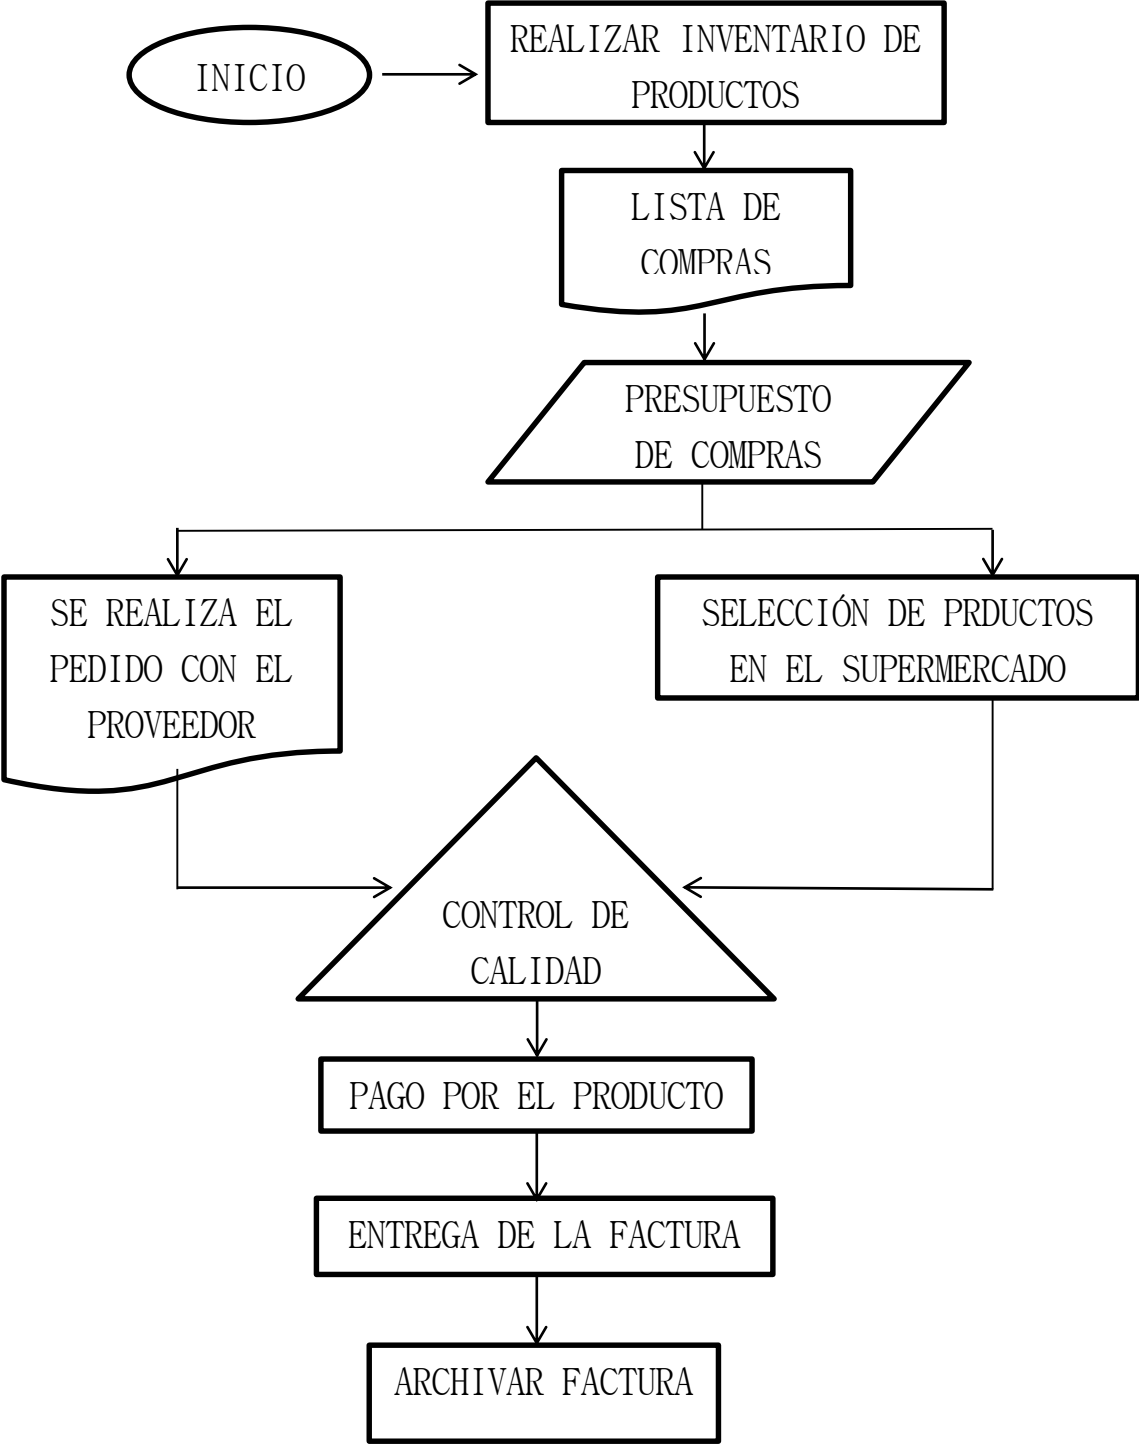 INICIO
REALIZAR INVENTARIO DE
PRODUCTOS
LISTA DE
COMPRAS
PRESUPUESTO
DE COMPRAS
SE REALIZA EL
PEDIDO CON EL
PROVEEDOR
SELECCIÓN DE PRDUCTOS
EN EL SUPERMERCADO
CONTROL DE
CALIDAD
PAGO POR EL PRODUCTO
ENTREGA DE LA FACTURA
ARCHIVAR FACTURA